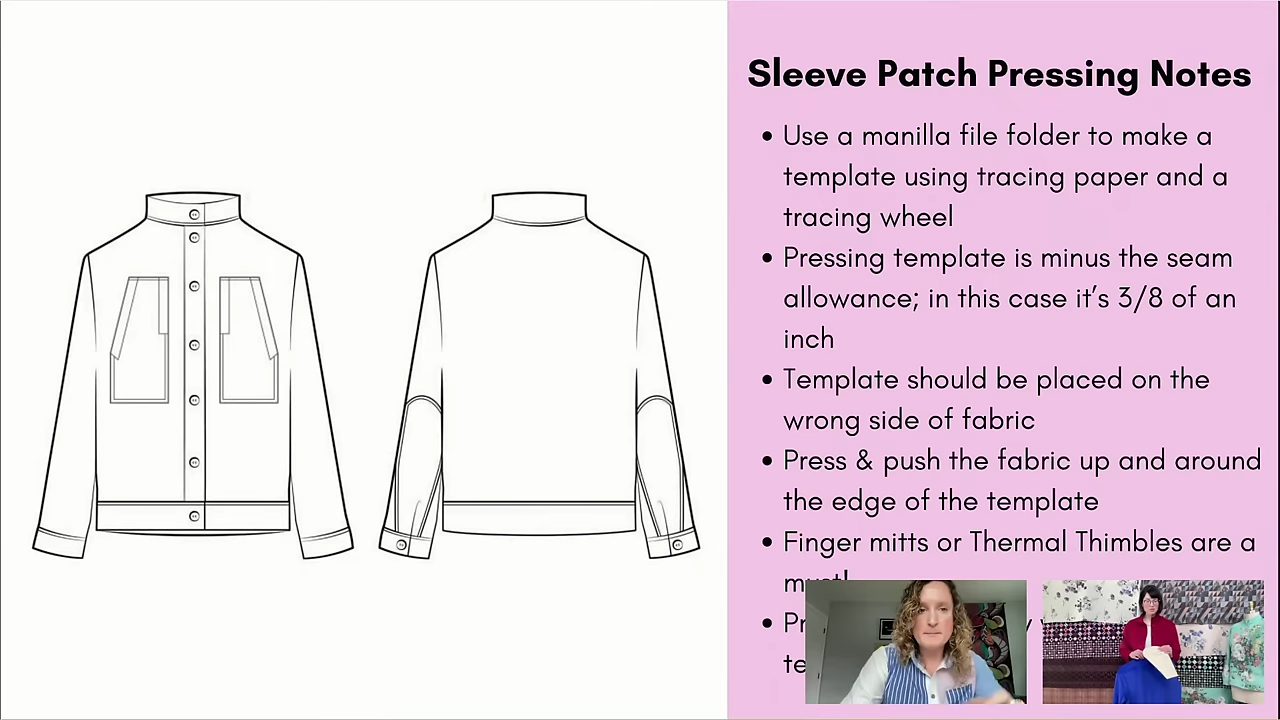 Sleeve Patch Pressing Notes
• Use a manilla file folder to make a
template using tracing paper and a
tracing wheel
• Pressing template is minus the seam
allowance; in this case it's 3/8 of an
inch
• Template should be placed on the
wrong side of fabric
• Press & push the fabric up and around
the edge of the template
• Finger mitts or Thermal Thimbles are a
must!
•